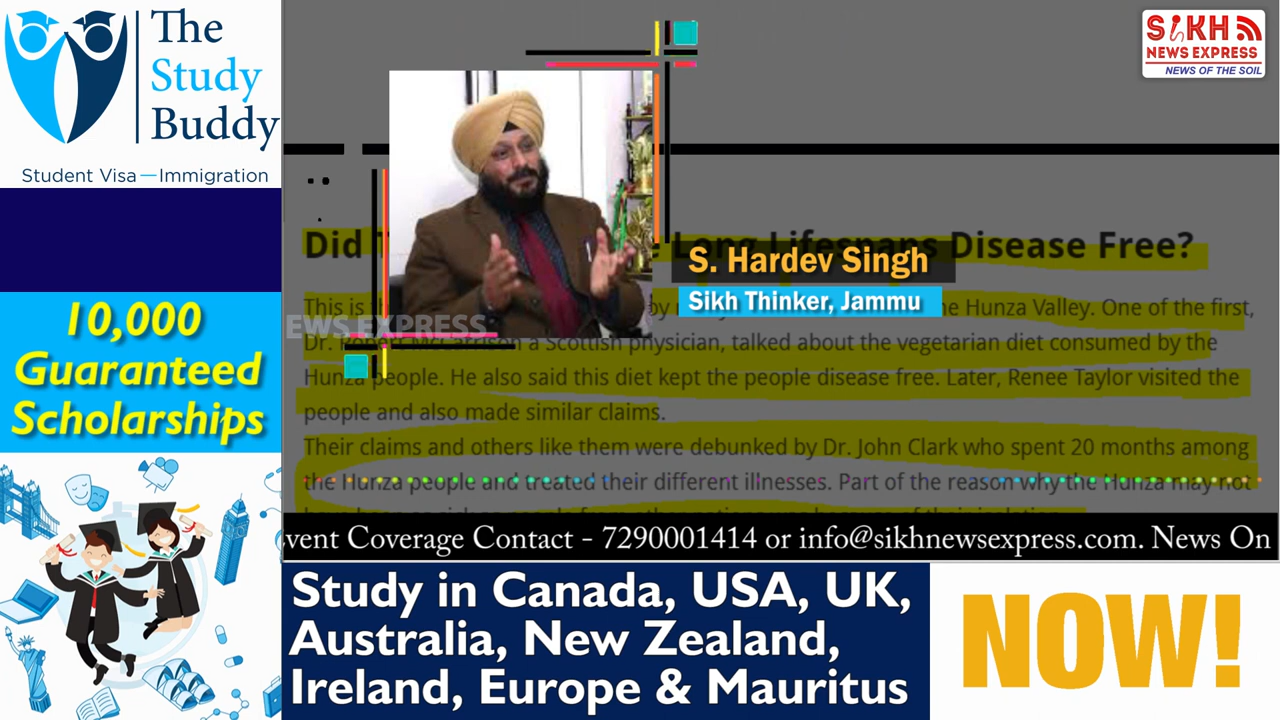 The
Study
Buddy
Student Visa—Immigration
10,000
Guaranteed
Scholarships
SiKH
NEWS EXPRESS
NEWS OF THE SOIL
Did Long Lifespans Disease Free?
S. Hardev Singh
Sikh Thinker, Jammu
This is by the Hunza Valley. One of the first,
EWS EXPRESS
Dr. a Scottish physician, talked about the vegetarian diet consumed by the
Hunza people. He also said this diet kept the people disease free. Later, Renee Taylor visited the
people and also made similar claims.
Their claims and others like them were debunked by Dr. John Clark who spent 20 months among
the Hunza people and treated their different illnesses. Part of the reason why the Hunza may not
vent Coverage Contact - 7290001414 or info@sikhnewsexpress.com. News On
Study in Canada, USA, UK,
Australia, New Zealand,
Ireland, Europe & Mauritus
NOW!